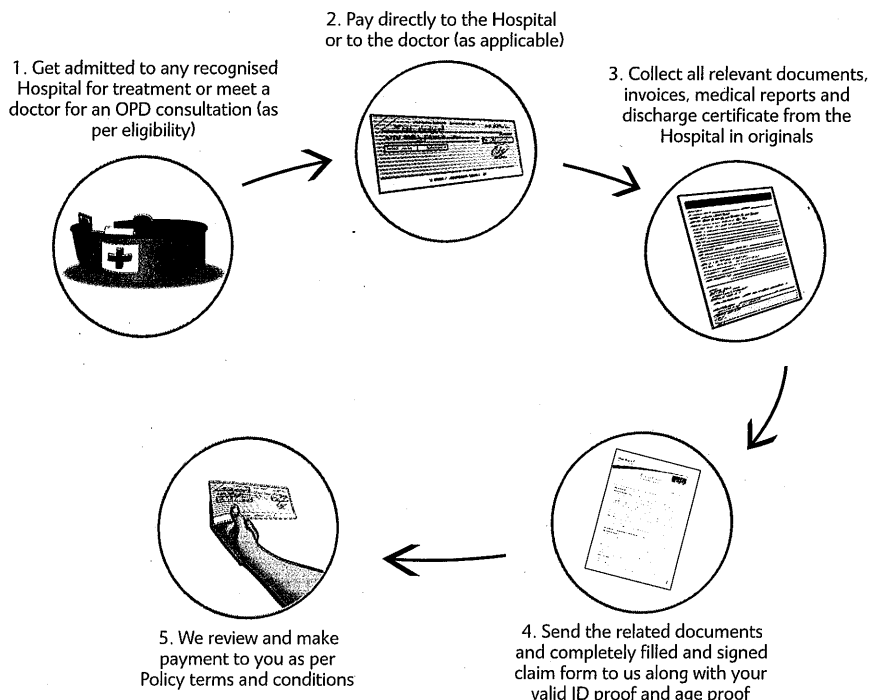 1. Get admitted to any recognised
Hospital for treatment or meet a
doctor for an OPD consultation (as
per eligibility)
2. Pay directly to the Hospital
or to the doctor (as applicable)
3. Collect all relevant documents,
invoices, medical reports and
discharge certificate from the
Hospital in originals
4. Send the related documents
and completely filled and signed
claim form to us along with your
valid ID proof and age proof
5. We review and make
payment to you as per
Policy terms and conditions